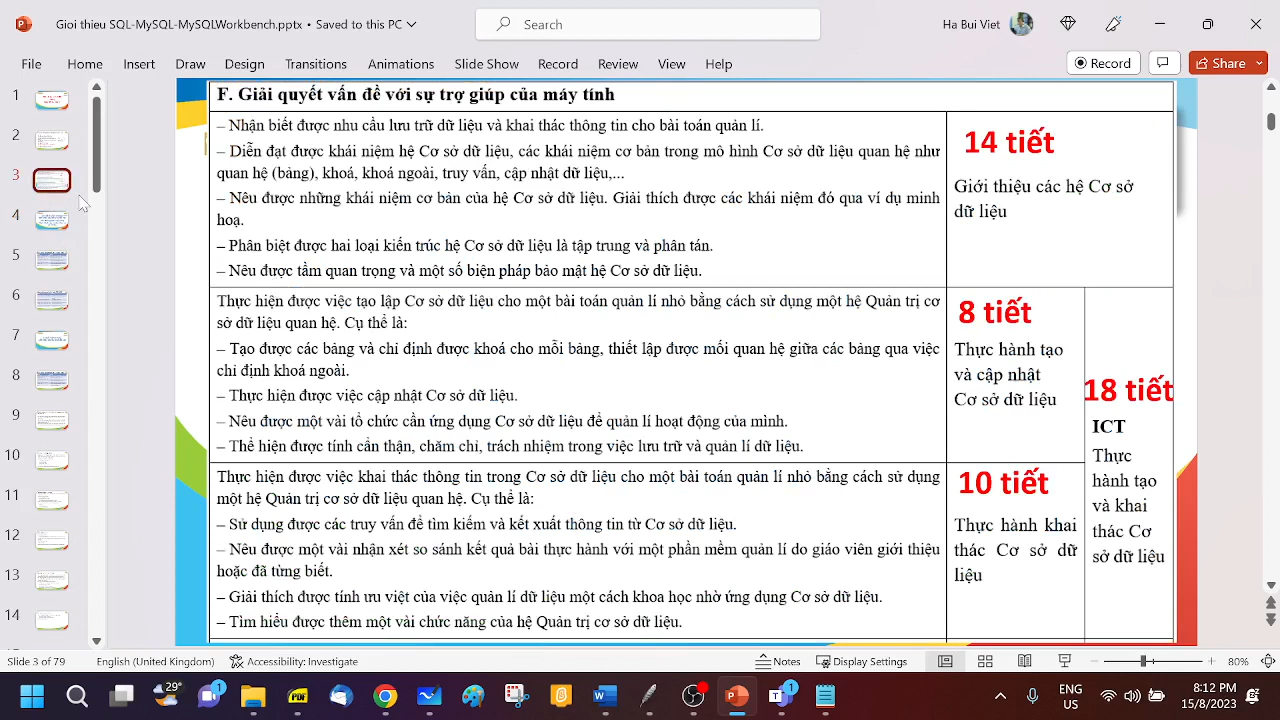 Gioi thieu SQL-MySQL-MySQLWorkbench.pptx • Saved to this PC
Search
Ha Bui Viet
File Home Insert Draw Design Transitions Animations Slide Show Record Review View Help
Record
Share
F. Giải quyết vấn đề với sự trợ giúp của máy tính
– Nhận biết được nhu cầu lưu trữ dữ liệu và khai thác thông tin cho bài toán quản lí.
– Diễn đạt được khái niệm hệ Cơ sở dữ liệu, các khái niệm cơ bản trong mô hình Cơ sở dữ liệu quan hệ như
quan hệ (bảng), khoá, khoá ngoài, truy vấn, cập nhật dữ liệu,...
– Nêu được những khái niệm cơ bản của hệ Cơ sở dữ liệu. Giải thích được các khái niệm đó qua ví dụ minh
hoạ.
– Phân biệt được hai loại kiến trúc hệ Cơ sở dữ liệu là tập trung và phân tán.
– Nêu được tầm quan trọng và một số biện pháp bảo mật hệ Cơ sở dữ liệu.
14 tiết
Giới thiệu các hệ Cơ sở
dữ liệu
Thực hiện được việc tạo lập Cơ sở dữ liệu cho một bài toán quản lí nhỏ bằng cách sử dụng một hệ Quản trị cơ
sở dữ liệu quan hệ. Cụ thể là:
– Tạo được các bảng và chỉ định được khoá cho mỗi bảng, thiết lập được mối quan hệ giữa các bảng qua việc
chỉ định khoá ngoài.
– Thực hiện được việc cập nhật Cơ sở dữ liệu.
– Nêu được một vài tổ chức cần ứng dụng Cơ sở dữ liệu để quản lí hoạt động của mình.
– Thể hiện được tính cẩn thận, chăm chỉ, trách nhiệm trong việc lưu trữ và quản lí dữ liệu.
8 tiết
Thực hành tạo
và cập nhật
Cơ sở dữ liệu
18 tiết
ICT
Thực
hành tạo
và khai
thác Cơ
sở dữ liệu
Thực hiện được việc khai thác thông tin trong Cơ sở dữ liệu cho một bài toán quản lí nhỏ bằng cách sử dụng
một hệ Quản trị Cơ sở dữ liệu quan hệ. Cụ thể là:
– Sử dụng được các truy vấn để tìm kiếm và kết xuất thông tin từ Cơ sở dữ liệu.
– Nêu được một vài nhận xét so sánh kết quả bài thực hành với một phần mềm quản lí do giáo viên giới thiệu
hoặc đã từng biết.
– Giải thích được tính ưu việt của việc quản lí dữ liệu một cách khoa học nhờ ứng dụng Cơ sở dữ liệu.
– Tìm hiểu được thêm một vài chức năng của hệ Quản trị cơ sở dữ liệu.
10 tiết
Thực hành khai
thác Cơ sở dữ
liệu
1
2
3
8
9
10
11
12
13
14
Slide 3 of 79 English (United Kingdom) Accessibility: Investigate Notes Display Settings 80%
29°
1
1
ENG
US
8:12 PM
15/8/2023